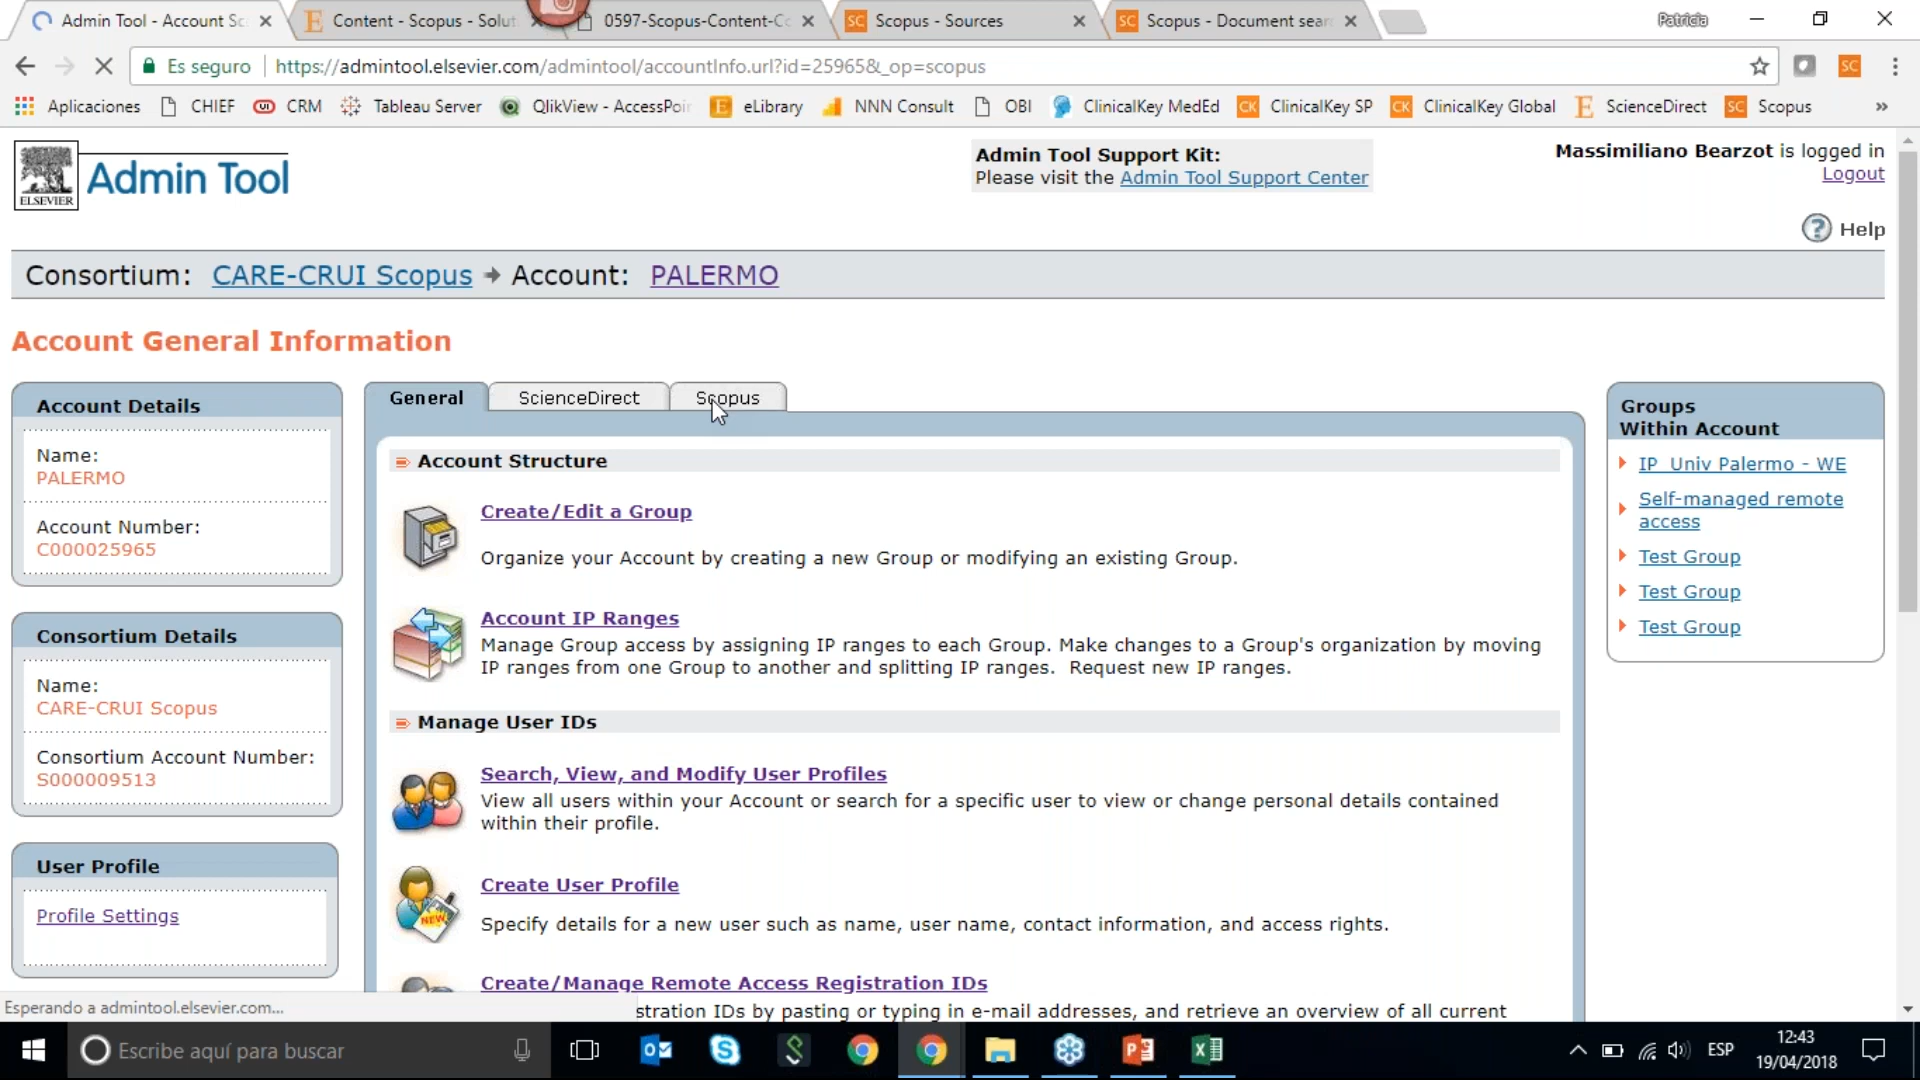 Admin Tool - Account Sc
Content - Scopus - Solut
0597-Scopus-Content-C
SC Scopus - Sources
SC Scopus - Document sear
Patricia
Es seguro https://admintool.elsevier.com/admintool/accountInfo.url?id=25965&_op=scopus
SC
Aplicaciones CHIEF CRM Tableau Server QlikView - AccessPoin eLibrary NNN Consult OBI ClinicalKey MedEd CK ClinicalKey SP CK ClinicalKey Global ScienceDirect SC Scopus »
ELSEVIER
Admin Tool
Admin Tool Support Kit:
Please visit the Admin Tool Support Center
Massimiliano Bearzot is logged in
Logout
? Help
Consortium: CARE-CRUI Scopus → Account: PALERMO
Account General Information
Account Details
Name:
PALERMO
Account Number:
C000025965
Consortium Details
Name:
CARE-CRUI Scopus
Consortium Account Number:
S000009513
User Profile
Profile Settings
General ScienceDirect Scopus
Account Structure
Create/Edit a Group
Organize your Account by creating a new Group or modifying an existing Group.
Account IP Ranges
Manage Group access by assigning IP ranges to each Group. Make changes to a Group's organization by moving
IP ranges from one Group to another and splitting IP ranges. Request new IP ranges.
Manage User IDs
Search, View, and Modify User Profiles
View all users within your Account or search for a specific user to view or change personal details contained
within their profile.
NEW
Create User Profile
Specify details for a new user such as name, user name, contact information, and access rights.
Create/Manage Remote Access Registration IDs
stration IDs by pasting or typing in e-mail addresses, and retrieve an overview of all current
Groups
Within Account
IP_Univ Palermo - WE
Self-managed remote
access
Test Group
Test Group
Test Group
Esperando a admintool.elsevier.com...
Escribe aquí para buscar
ESP
12:43
19/04/2018